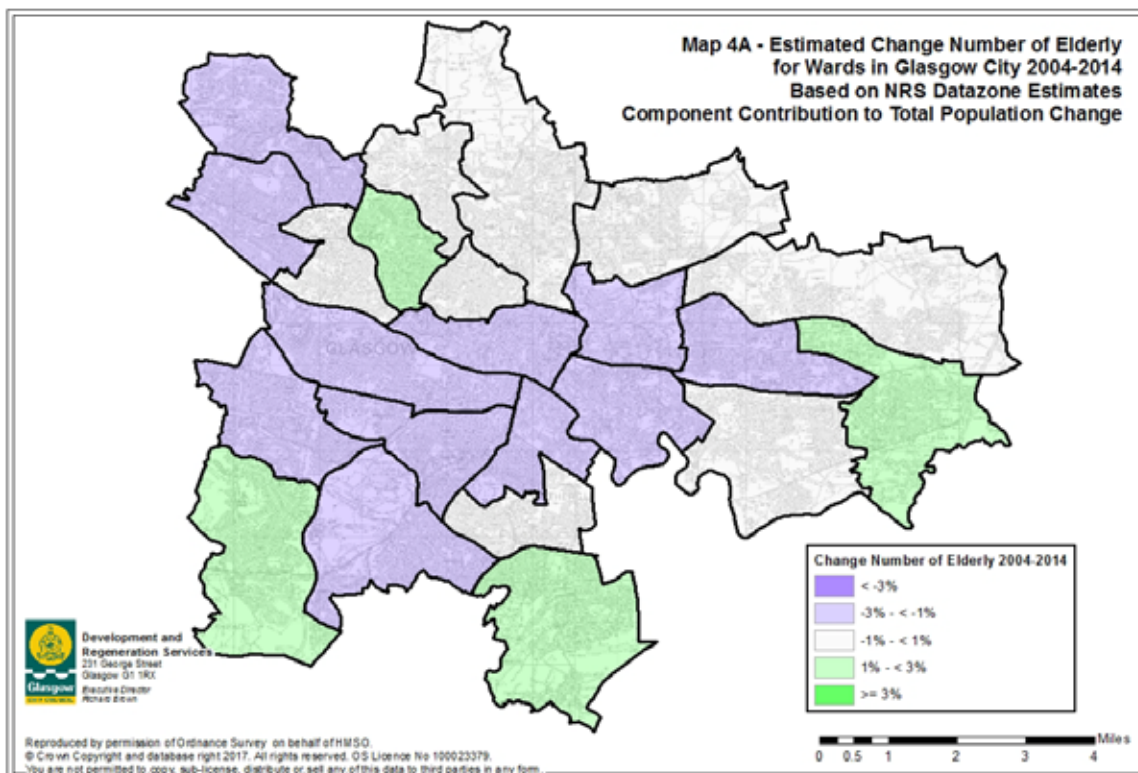 Map 4A - Estimated Change Number of Elderly
for Wards in Glasgow City 2004-2014
Based on NRS Datazone Estimates
Component Contribution to Total Population Change
GLASGOW
Change Number of Elderly 2004-2014
< -3%
-3% - < -1%
-1% - < 1%
1% - < 3%
>= 3%
Development and
Regeneration Services
231 George Street
Glasgow G1 1RX
Executive Director
Richard Brown
Glasgow
CITY COUNCIL
Reproduced by permission of Ordnance Survey on behalf of HMSO.
© Crown Copyright and database right 2017. All rights reserved. OS Licence No 100023379.
You are not permitted to copy, sub-license, distribute or sell any of this data to third parties in any form.
Miles
0 0.5 1 2 3 4